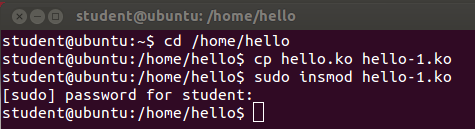 student@ubuntu: /home/hello
student@ubuntu:~$ cd /home/hello
student@ubuntu:/home/hello$ cp hello.ko hello-1.ko
student@ubuntu:/home/hello$ sudo insmod hello-1.ko
[sudo] password for student:
student@ubuntu:/home/hello$